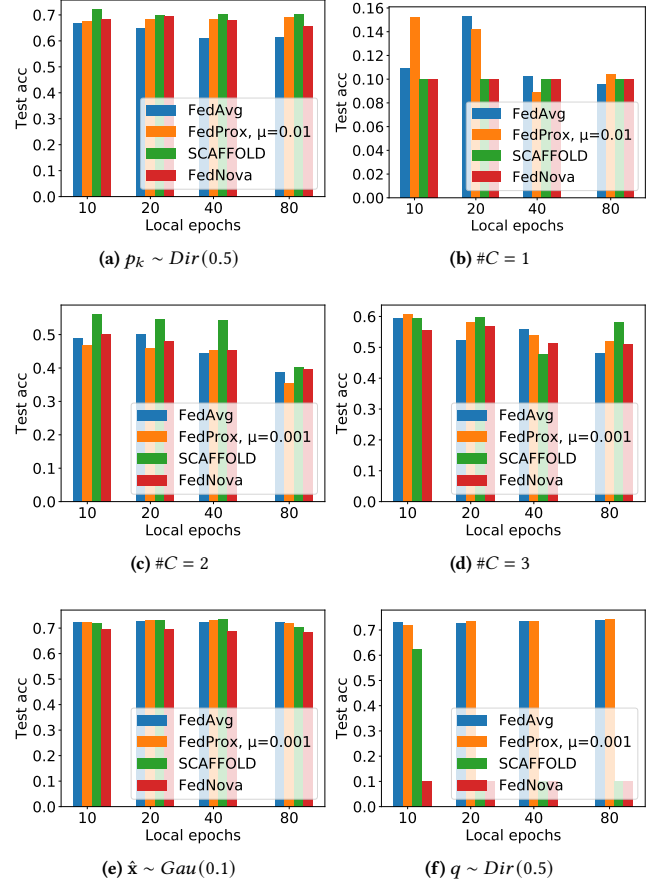 0.7
0.6
0.5
0.4
0.3
0.2
0.1
0.0
Test acc
FedAvg
FedProx, μ=0.01
SCAFFOLD
FedNova
10 20 40 80
Local epochs
(a) p_k ~ Dir(0.5)
0.16
0.14
0.12
0.10
0.08
0.06
0.04
0.02
0.00
Test acc
FedAvg
FedProx, μ=0.01
SCAFFOLD
FedNova
10 20 40 80
Local epochs
(b) #C = 1
0.5
0.4
0.3
0.2
0.1
0.0
Test acc
FedAvg
FedProx, μ=0.001
SCAFFOLD
FedNova
10 20 40 80
Local epochs
(c) #C = 2
0.6
0.5
0.4
0.3
0.2
0.1
0.0
Test acc
FedAvg
FedProx, μ=0.001
SCAFFOLD
FedNova
10 20 40 80
Local epochs
(d) #C = 3
0.7
0.6
0.5
0.4
0.3
0.2
0.1
0.0
Test acc
FedAvg
FedProx, μ=0.001
SCAFFOLD
FedNova
10 20 40 80
Local epochs
(e) x̂ ~ Gau(0.1)
0.7
0.6
0.5
0.4
0.3
0.2
0.1
0.0
Test acc
FedAvg
FedProx, μ=0.001
SCAFFOLD
FedNova
10 20 40 80
Local epochs
(f) q ~ Dir(0.5)